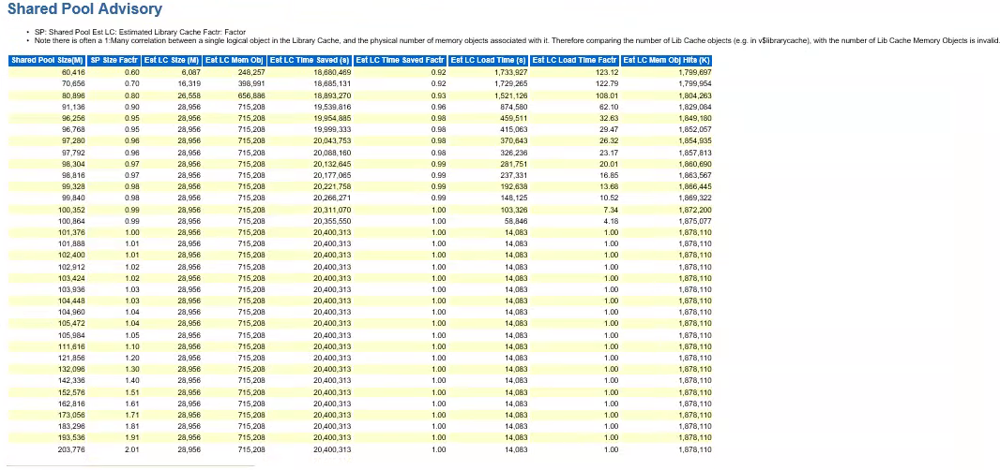 Shared Pool Advisory
• SP: Shared Pool Est LC: Estimated Library Cache Factr: Factor
• Note there is often a 1:Many correlation between a single logical object in the Library Cache, and the physical number of memory objects associated with it. Therefore comparing the number of Lib Cache objects (e.g. in v$librarycache), with the number of Lib Cache Memory Objects is invalid.
Shared Pool Size(M) SP Size Factr Est LC Size (M) Est LC Mem Obj Est LC Time Saved (s) Est LC Time Saved Factr Est LC Load Time (s) Est LC Load Time Factr Est LC Mem Obj Hits (K)
60,416 0.60 6,087 248,257 18,680,469 0.92 1,733,927 123.12 1,799,697
70,656 0.70 16,319 398,991 18,685,131 0.92 1,729,265 122.79 1,799,954
80,896 0.80 26,558 656,886 18,893,270 0.93 1,521,126 108.01 1,804,263
91,136 0.90 28,956 715,208 19,539,816 0.96 874,580 62.10 1,829,084
96,256 0.95 28,956 715,208 19,954,885 0.98 459,511 32.63 1,849,180
96,768 0.95 28,956 715,208 19,999,333 0.98 415,063 29.47 1,852,057
97,280 0.96 28,956 715,208 20,043,753 0.98 370,643 26.32 1,854,935
97,792 0.96 28,956 715,208 20,088,160 0.98 326,236 23.17 1,857,813
98,304 0.97 28,956 715,208 20,132,645 0.99 281,751 20.01 1,860,690
98,816 0.97 28,956 715,208 20,177,065 0.99 237,331 16.85 1,863,567
99,328 0.98 28,956 715,208 20,221,758 0.99 192,638 13.68 1,866,445
99,840 0.98 28,956 715,208 20,266,271 0.99 148,125 10.52 1,869,322
100,352 0.99 28,956 715,208 20,311,070 1.00 103,326 7.34 1,872,200
100,864 0.99 28,956 715,208 20,355,550 1.00 58,846 4.18 1,875,077
101,376 1.00 28,956 715,208 20,400,313 1.00 14,083 1.00 1,878,110
101,888 1.01 28,956 715,208 20,400,313 1.00 14,083 1.00 1,878,110
102,400 1.01 28,956 715,208 20,400,313 1.00 14,083 1.00 1,878,110
102,912 1.02 28,956 715,208 20,400,313 1.00 14,083 1.00 1,878,110
103,424 1.02 28,956 715,208 20,400,313 1.00 14,083 1.00 1,878,110
103,936 1.03 28,956 715,208 20,400,313 1.00 14,083 1.00 1,878,110
104,448 1.03 28,956 715,208 20,400,313 1.00 14,083 1.00 1,878,110
104,960 1.04 28,956 715,208 20,400,313 1.00 14,083 1.00 1,878,110
105,472 1.04 28,956 715,208 20,400,313 1.00 14,083 1.00 1,878,110
105,984 1.05 28,956 715,208 20,400,313 1.00 14,083 1.00 1,878,110
111,616 1.10 28,956 715,208 20,400,313 1.00 14,083 1.00 1,878,110
121,856 1.20 28,956 715,208 20,400,313 1.00 14,083 1.00 1,878,110
132,096 1.30 28,956 715,208 20,400,313 1.00 14,083 1.00 1,878,110
142,336 1.40 28,956 715,208 20,400,313 1.00 14,083 1.00 1,878,110
152,576 1.51 28,956 715,208 20,400,313 1.00 14,083 1.00 1,878,110
162,816 1.61 28,956 715,208 20,400,313 1.00 14,083 1.00 1,878,110
173,056 1.71 28,956 715,208 20,400,313 1.00 14,083 1.00 1,878,110
183,296 1.81 28,956 715,208 20,400,313 1.00 14,083 1.00 1,878,110
193,536 1.91 28,956 715,208 20,400,313 1.00 14,083 1.00 1,878,110
203,776 2.01 28,956 715,208 20,400,313 1.00 14,083 1.00 1,878,110